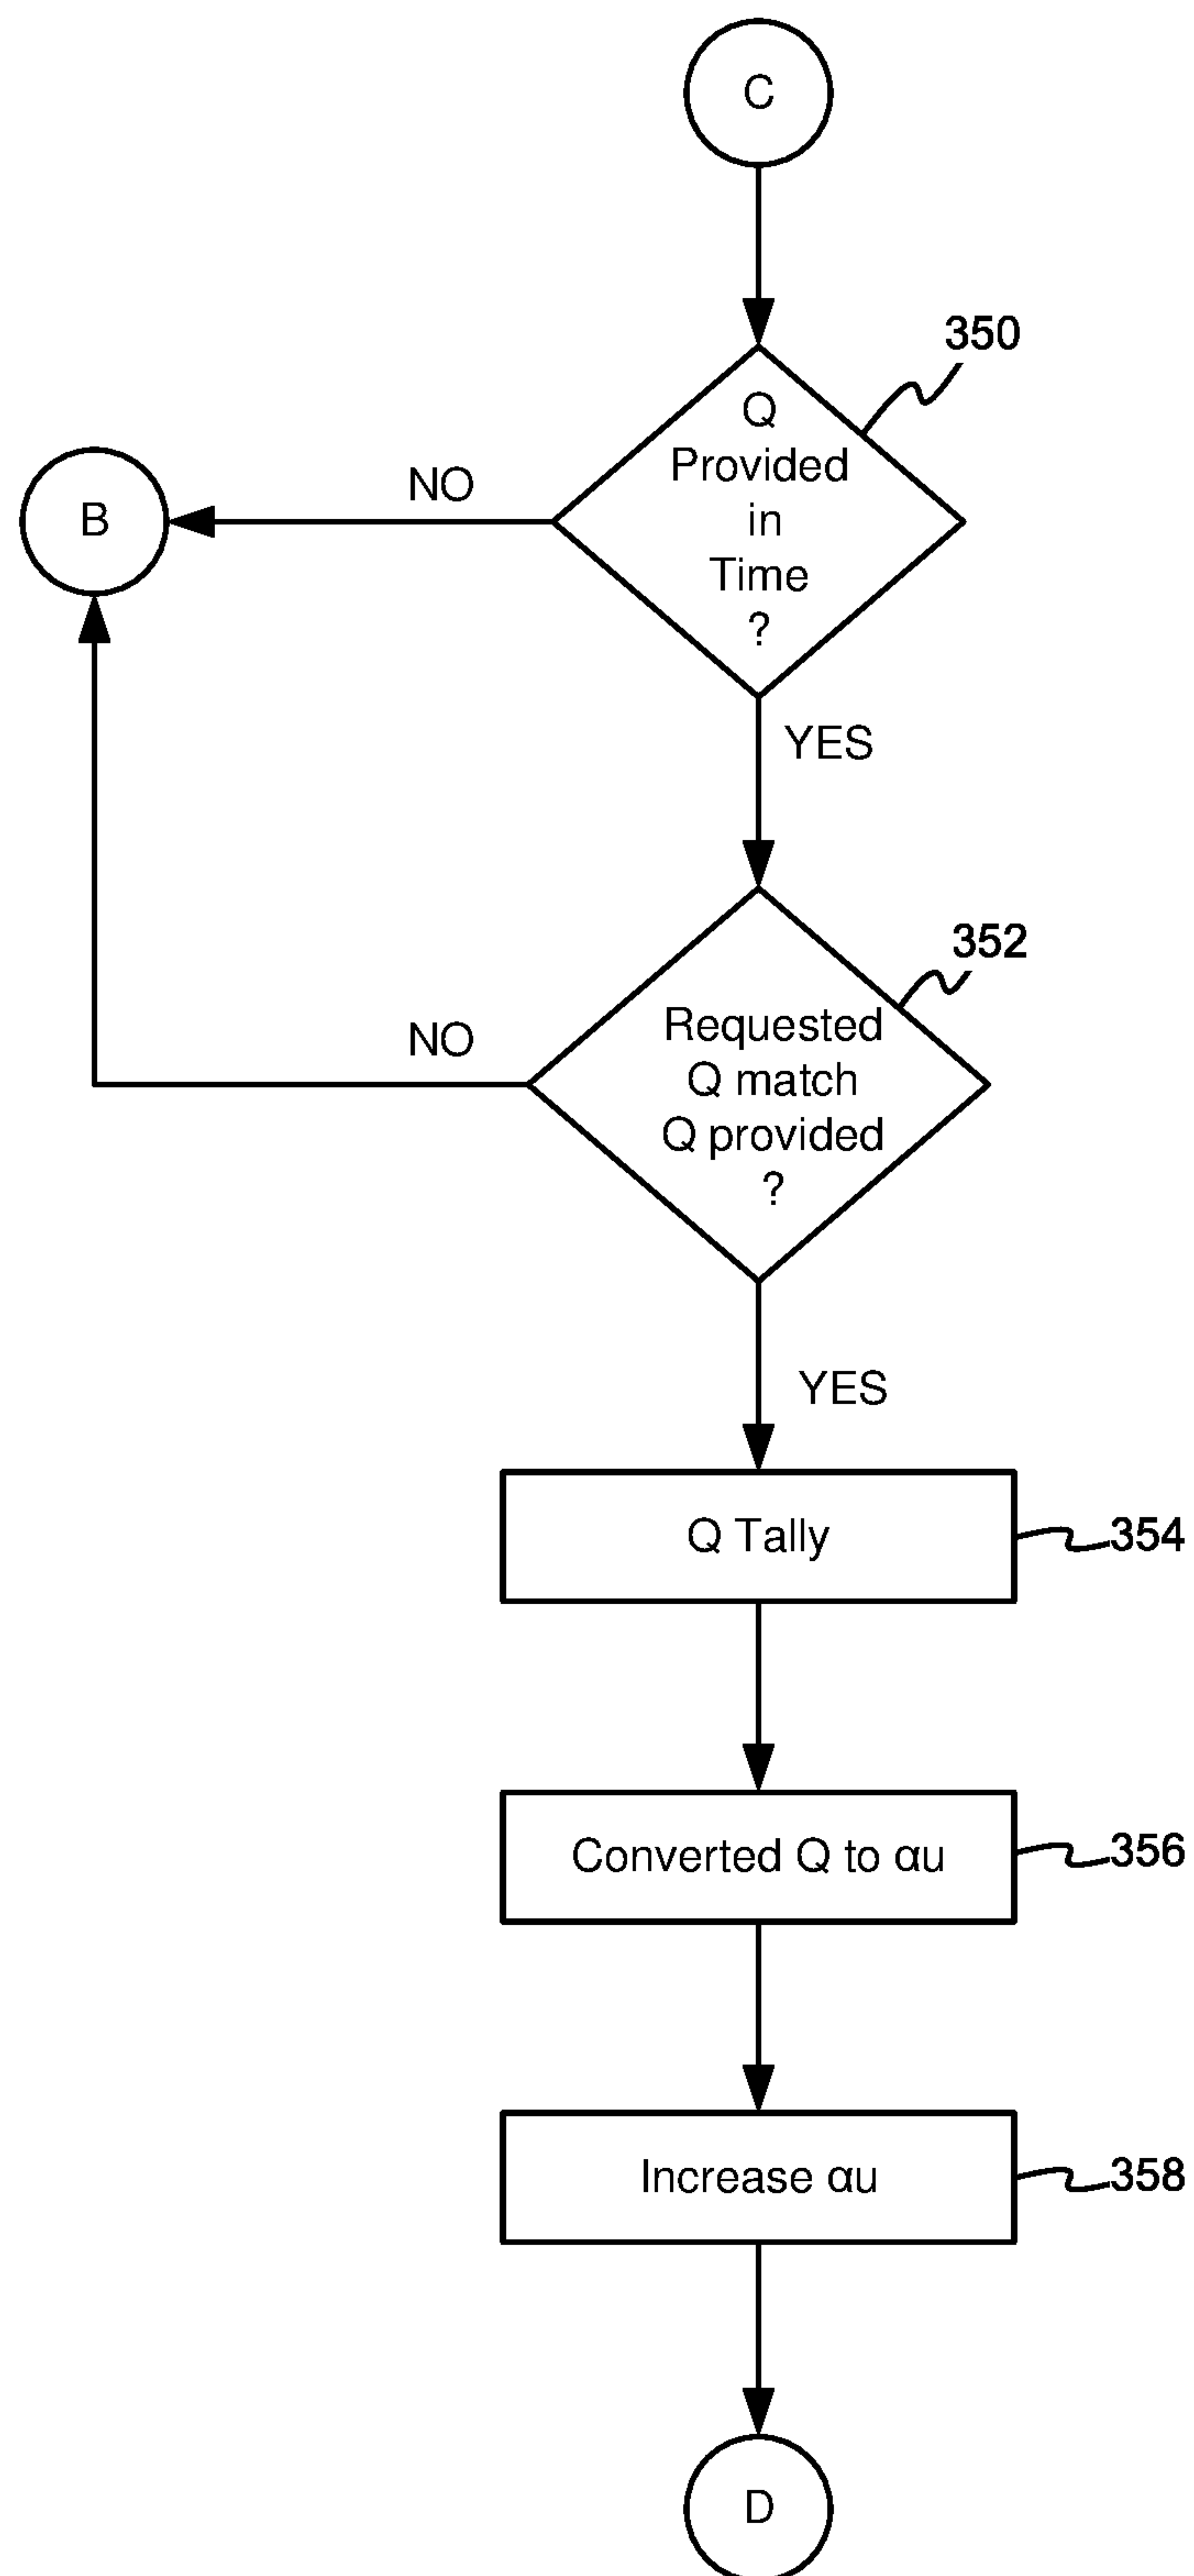 C
350
Q
Provided
in
Time
?
NO
B
YES
352
Requested
Q match
Q provided
?
NO
YES
Q Tally
354
Converted Q to αu
356
Increase αu
358
D